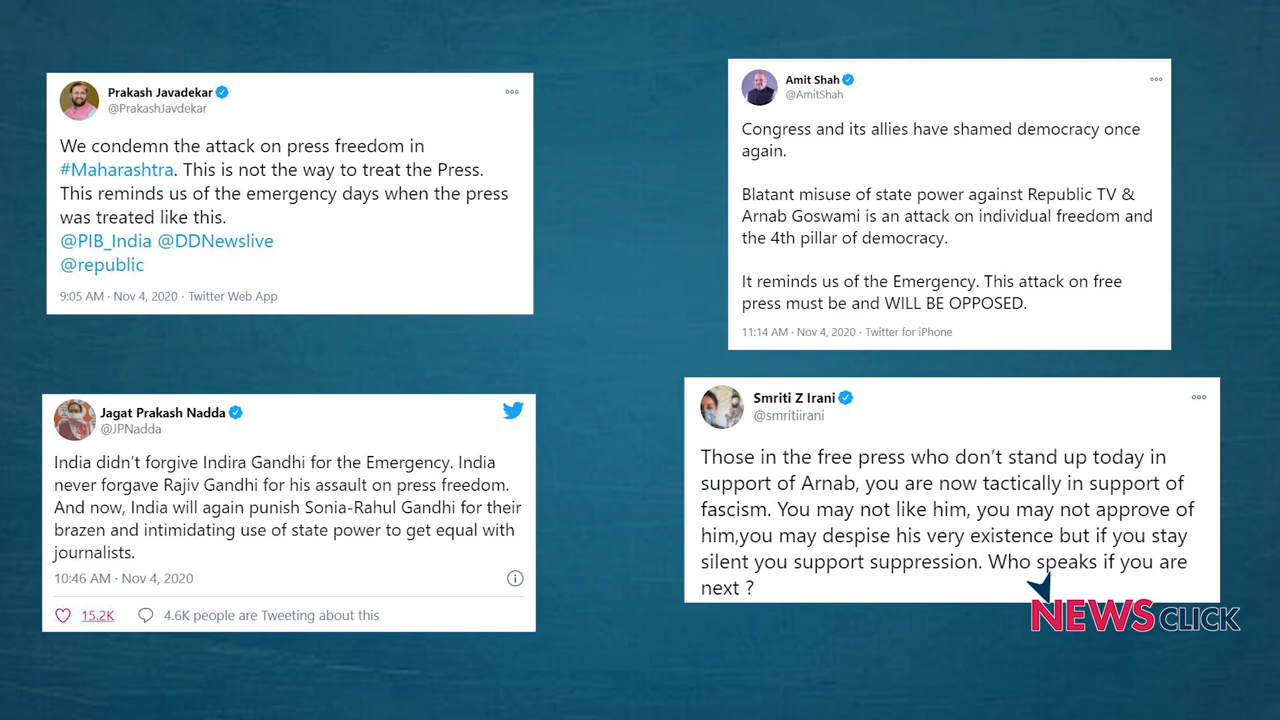 Prakash Javadekar
@PrakashJavdekar
We condemn the attack on press freedom in
#Maharashtra. This is not the way to treat the Press.
This reminds us of the emergency days when the press
was treated like this.
@PIB_India @DDNewslive
@republic
9:05 AM · Nov 4, 2020 · Twitter Web App
Amit Shah
@AmitShah
Congress and its allies have shamed democracy once
again.
Blatant misuse of state power against Republic TV &
Arnab Goswami is an attack on individual freedom and
the 4th pillar of democracy.
It reminds us of the Emergency. This attack on free
press must be and WILL BE OPPOSED.
11:14 AM · Nov 4, 2020 · Twitter for iPhone
Jagat Prakash Nadda
@JPNadda
India didn't forgive Indira Gandhi for the Emergency. India
never forgave Rajiv Gandhi for his assault on press freedom.
And now, India will again punish Sonia-Rahul Gandhi for their
brazen and intimidating use of state power to get equal with
journalists.
10:46 AM · Nov 4, 2020
15.2K 4.6K people are Tweeting about this
Smriti Z Irani
@smritiirani
Those in the free press who don't stand up today in
support of Arnab, you are now tactically in support of
fascism. You may not like him, you may not approve of
him,you may despise his very existence but if you stay
silent you support suppression. Who speaks if you are
next ?
NEWSCLICK